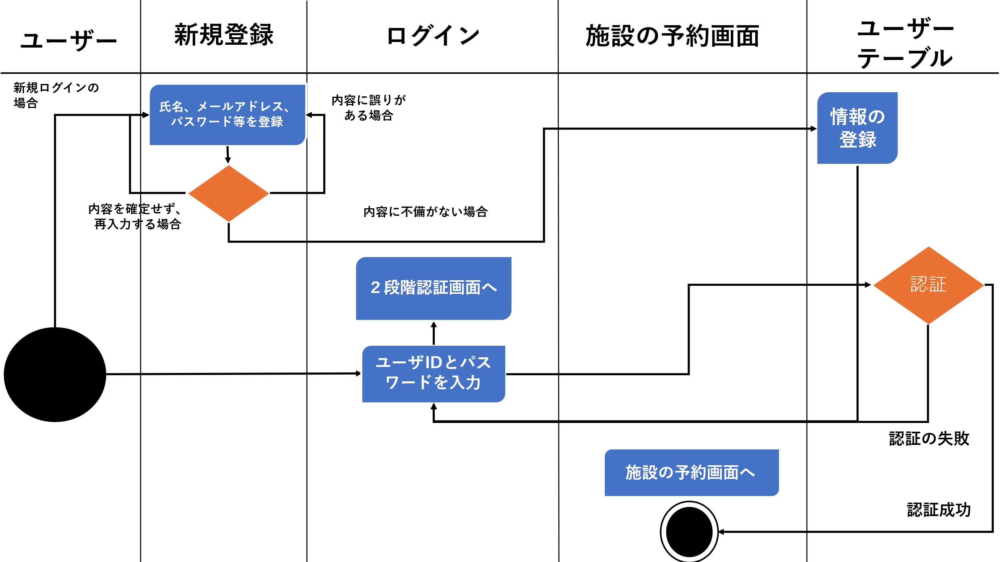 ユーザー
新規登録
ログイン
施設の予約画面
ユーザー
テーブル
新規ログインの
場合
氏名、メールアドレス、
パスワード等を登録
内容に誤りが
ある場合
情報の
登録
内容を確定せず、
再入力する場合
内容に不備がない場合
２段階認証画面へ
認証
ユーザIDとパス
ワードを入力
認証の失敗
施設の予約画面へ
認証成功